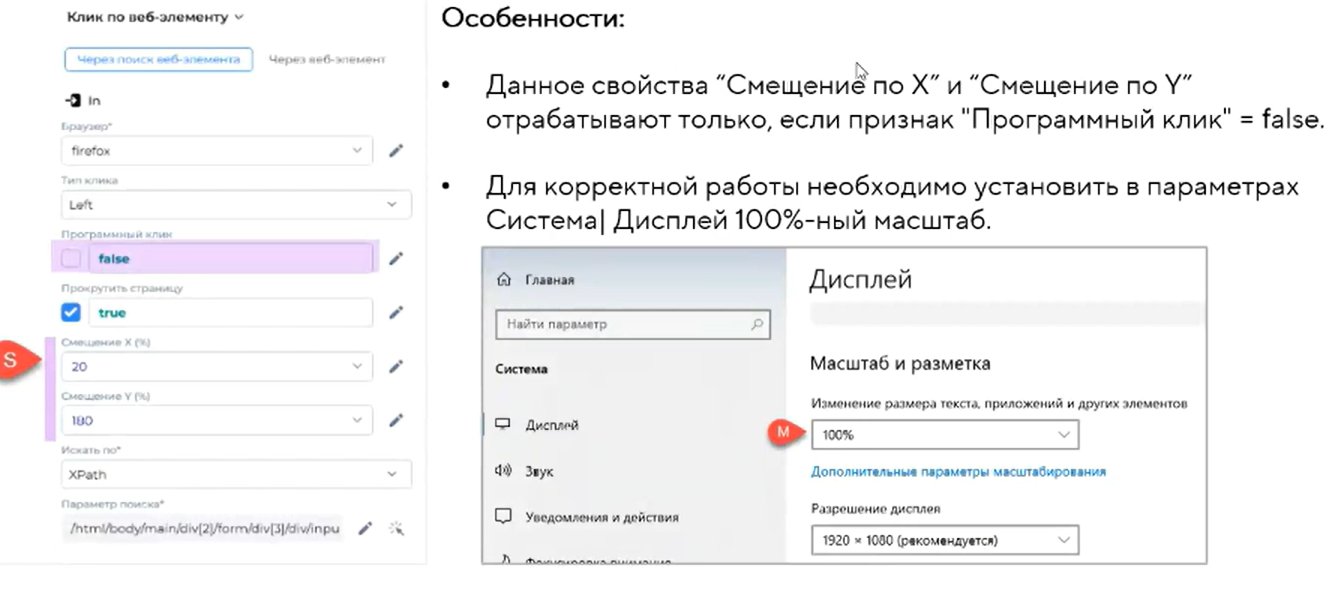 Клик по веб-элементу
Через поиск веб-элемента Через веб-элемент
In
Браузер*
firefox
Тип клика
Left
Программный клик
false
Прокрутить страницу
true
Смещение X (%)
S
20
Смещение Y (%)
180
Искать по*
XPath
Параметр поиска*
/html/body/main/div[2]/form/div[3]/div/inpu
Особенности:
• Данное свойства “Смещение по X” и “Смещение по Y”
отрабатывают только, если признак "Программный клик" = false.
• Для корректной работы необходимо установить в параметрах
Система| Дисплей 100%-ный масштаб.
Главная
Найти параметр
Система
Дисплей
Звук
Уведомления и действия
Фокусировка внимания
Дисплей
Масштаб и разметка
Изменение размера текста, приложений и других элементов
M
100%
Дополнительные параметры масштабирования
Разрешение дисплея
1920 × 1080 (рекомендуется)